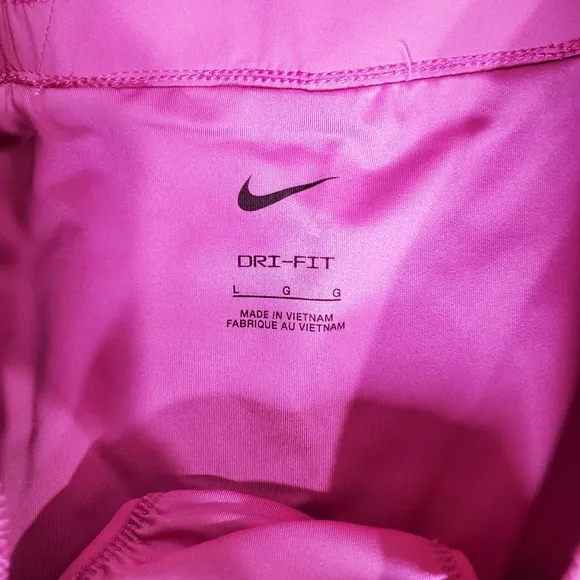 DRI-FIT
L G G
MADE IN VIETNAM
FABRIQUE AU VIETNAM